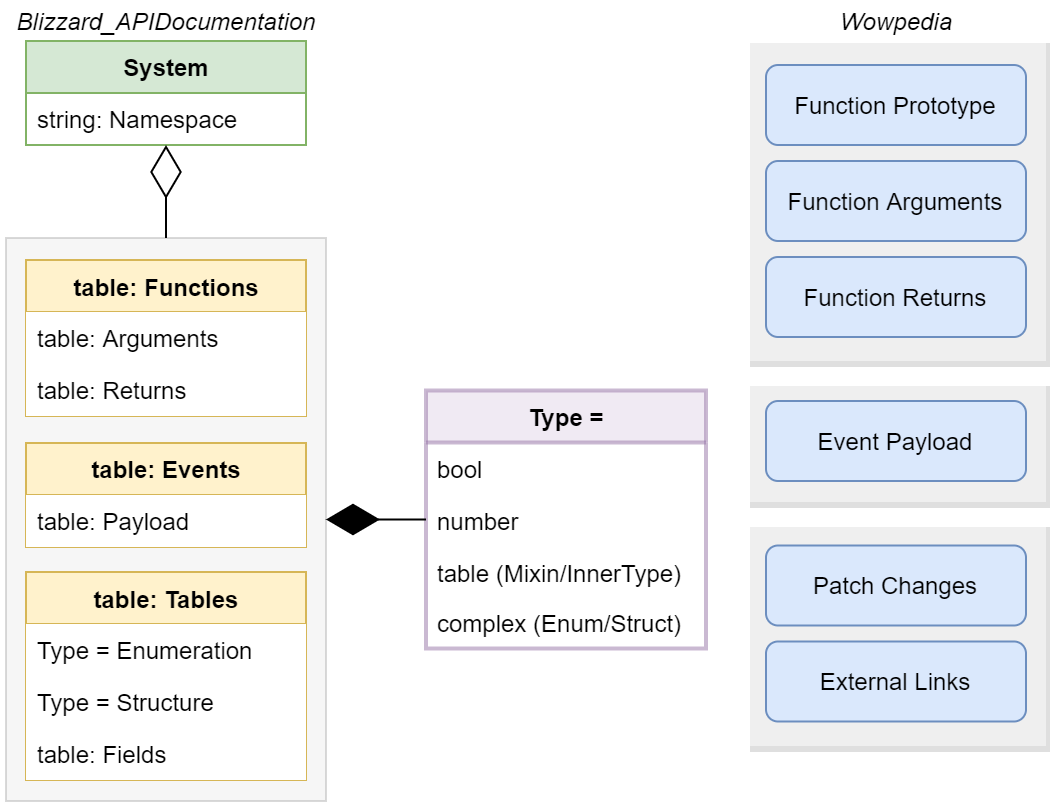 Blizzard_APIDocumentation
System
string: Namespace
table: Functions
table: Arguments
table: Returns
table: Events
table: Payload
table: Tables
Type = Enumeration
Type = Structure
table: Fields
Type =
bool
number
table (Mixin/InnerType)
complex (Enum/Struct)
Wowpedia
Function Prototype
Function Arguments
Function Returns
Event Payload
Patch Changes
External Links